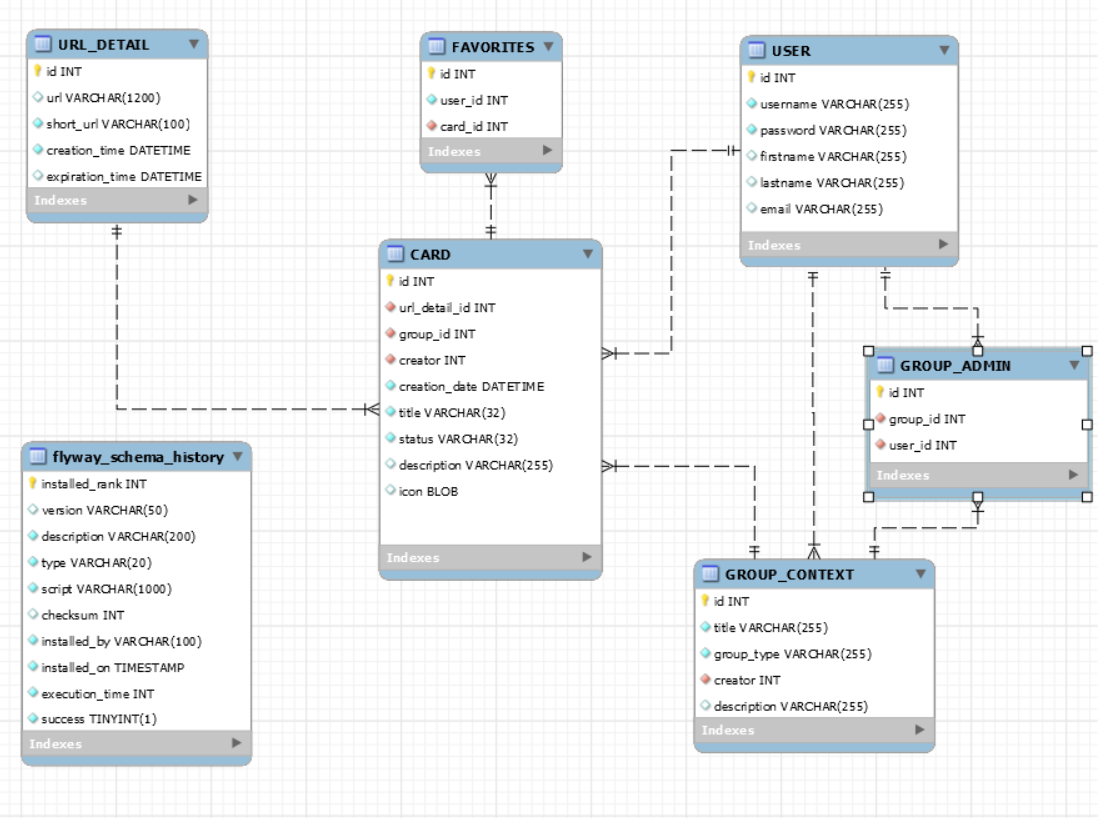 URL_DETAIL
id INT
url VARCHAR(1200)
short_url VARCHAR(100)
creation_time DATETIME
expiration_time DATETIME
Indexes
FAVORITES
id INT
user_id INT
card_id INT
Indexes
USER
id INT
username VARCHAR(255)
password VARCHAR(255)
firstname VARCHAR(255)
lastname VARCHAR(255)
email VARCHAR(255)
Indexes
CARD
id INT
url_detail_id INT
group_id INT
creator INT
creation_date DATETIME
title VARCHAR(32)
status VARCHAR(32)
description VARCHAR(255)
icon BLOB
Indexes
GROUP_ADMIN
id INT
group_id INT
user_id INT
Indexes
flyway_schema_history
installed_rank INT
version VARCHAR(50)
description VARCHAR(200)
type VARCHAR(20)
script VARCHAR(1000)
checksum INT
installed_by VARCHAR(100)
installed_on TIMESTAMP
execution_time INT
success TINYINT(1)
Indexes
GROUP_CONTEXT
id INT
title VARCHAR(255)
group_type VARCHAR(255)
creator INT
description VARCHAR(255)
Indexes